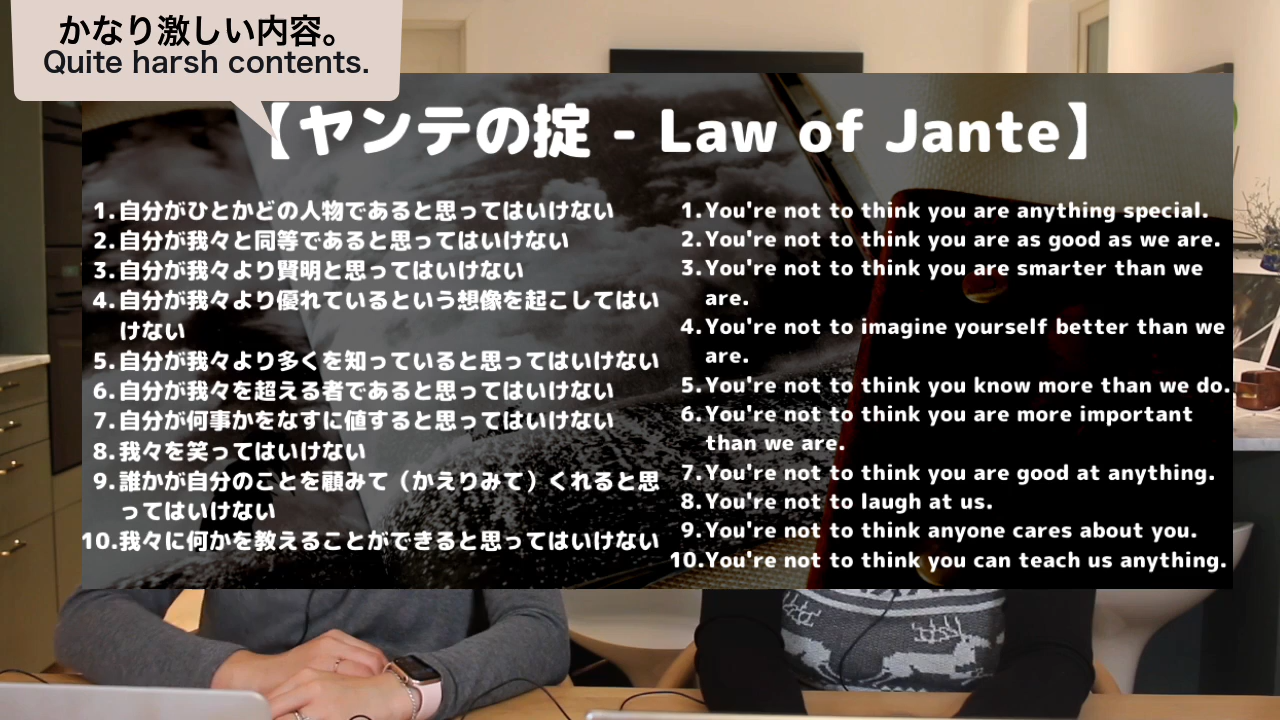 かなり激しい内容。
Quite harsh contents.
【ヤンテの掟 - Law of Jante】
1. 自分がひとかどの人物であると思ってはいけない
2. 自分が我々と同等であると思ってはいけない
3. 自分が我々より賢明と思ってはいけない
4. 自分が我々より優れているという想像を起こしてはい
けない
5. 自分が我々より多くを知っていると思ってはいけない
6. 自分が我々を超える者であると思ってはいけない
7. 自分が何事かをなすに値すると思ってはいけない
8. 我々を笑ってはいけない
9. 誰かが自分のことを顧みて（かえりみて）くれると思
ってはいけない
10. 我々に何かを教えることができると思ってはいけない
1. You're not to think you are anything special.
2. You're not to think you are as good as we are.
3. You're not to think you are smarter than we
are.
4. You're not to imagine yourself better than we
are.
5. You're not to think you know more than we do.
6. You're not to think you are more important
than we are.
7. You're not to think you are good at anything.
8. You're not to laugh at us.
9. You're not to think anyone cares about you.
10. You're not to think you can teach us anything.